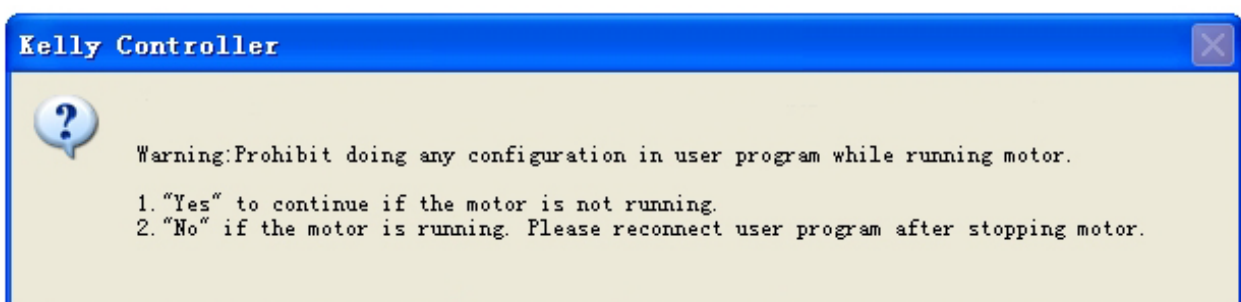 Kelly Controller
Warning:Prohibit doing any configuration in user program while running motor.
1."Yes" to continue if the motor is not running.
2."No" if the motor is running. Please reconnect user program after stopping motor.